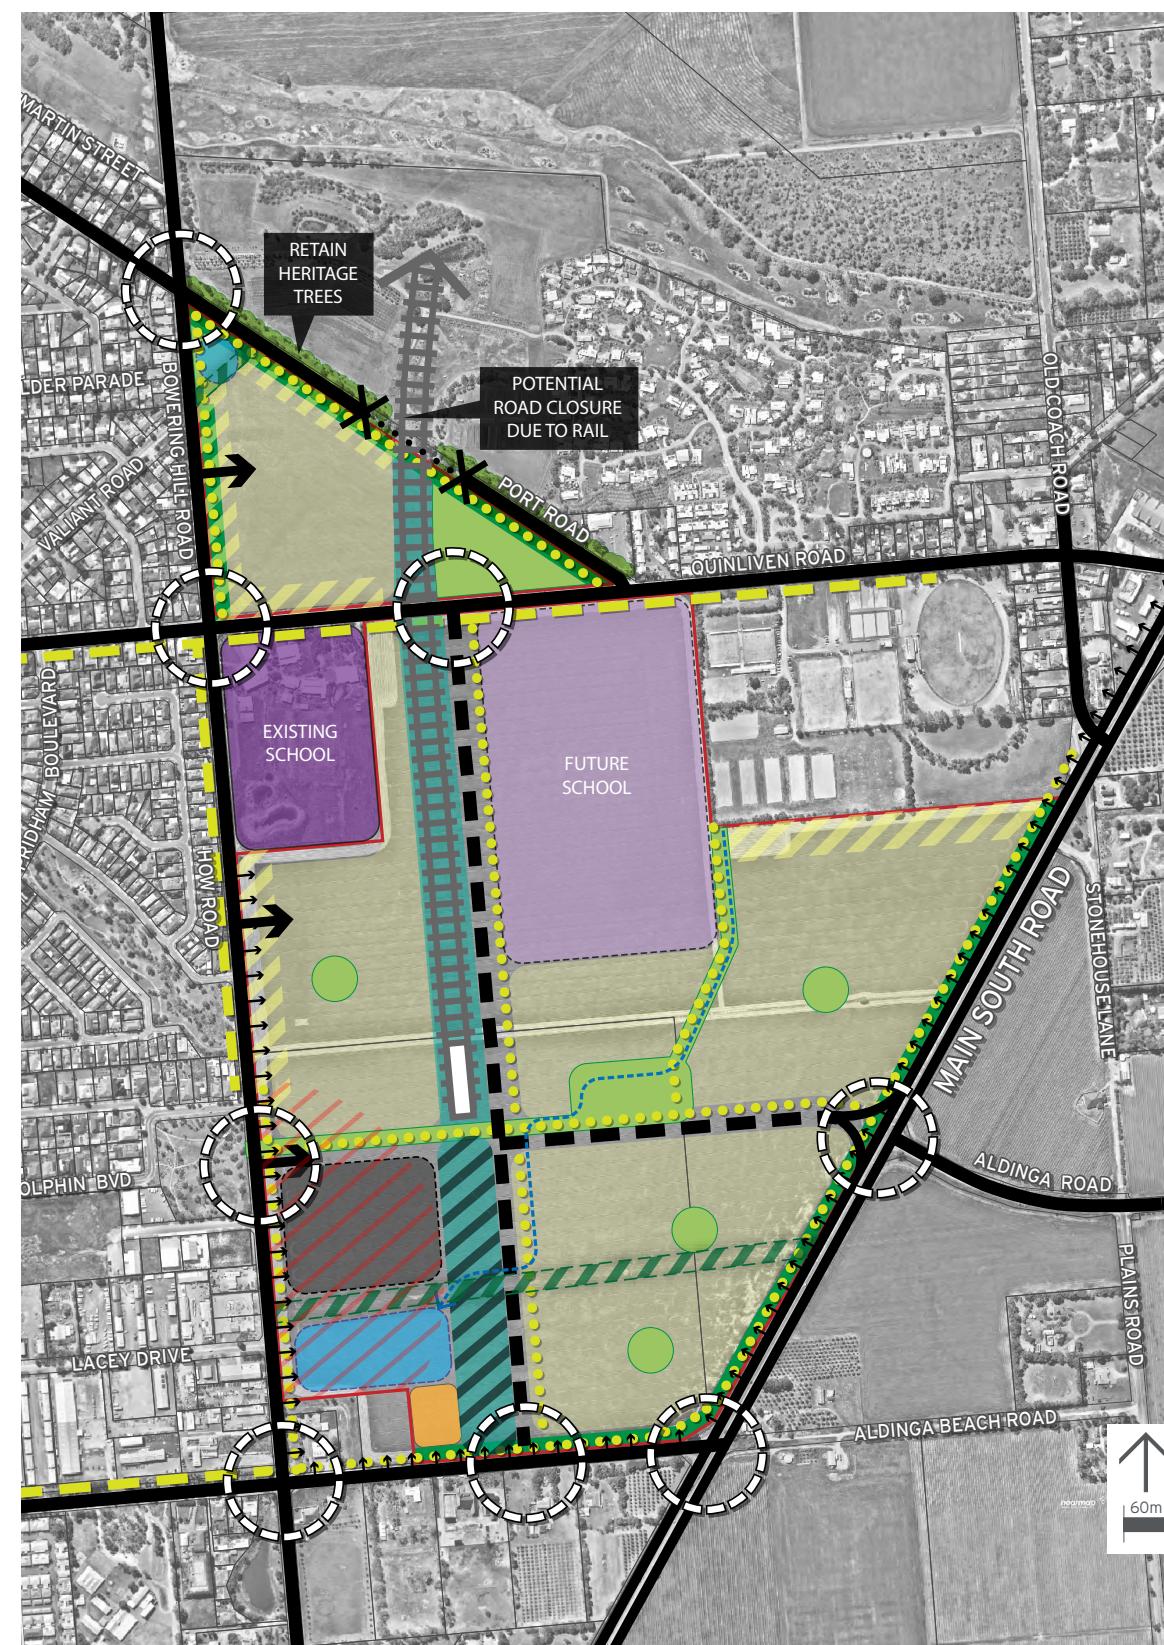 MARTIN STREET
RETAIN
HERITAGE
TREES
DER PARADE
BOWERING HILL ROAD
VALIANT ROAD
POTENTIAL
ROAD CLOSURE
DUE TO RAIL
PORT ROAD
OLD COACH ROAD
QUINLIVEN ROAD
EXISTING
SCHOOL
FUTURE
SCHOOL
RIDHAM BOULEVARD
HOW ROAD
MAIN SOUTH ROAD
STONEHOUSE LANE
OLPHIN BVD
ALDINGA ROAD
PLAINS ROAD
LACEY DRIVE
ALDINGA BEACH ROAD
nearmap
60m